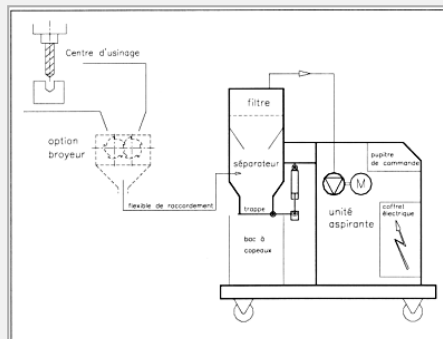 Centre d'usinage
option
broyeur
flexible de raccordement
filtre
séparateur
trappe
bac à
copeaux
pupitre
de commande
M
unité
aspirante
coffret
électrique